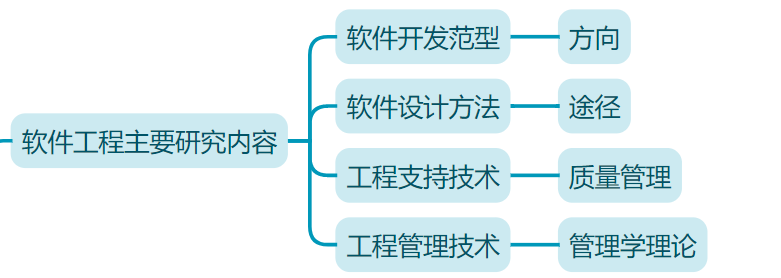 软件开发范型
方向
软件设计方法
途径
软件工程主要研究内容
工程支持技术
质量管理
工程管理技术
管理学理论